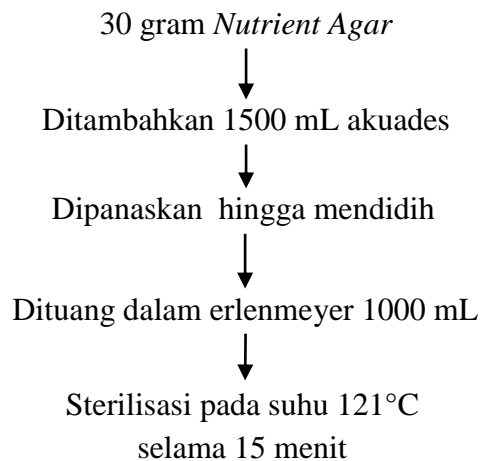 30 gram Nutrient Agar
Ditambahkan 1500 mL akuades
Dipanaskan hingga mendidih
Dituang dalam erlenmeyer 1000 mL
Sterilisasi pada suhu 121°C
selama 15 menit